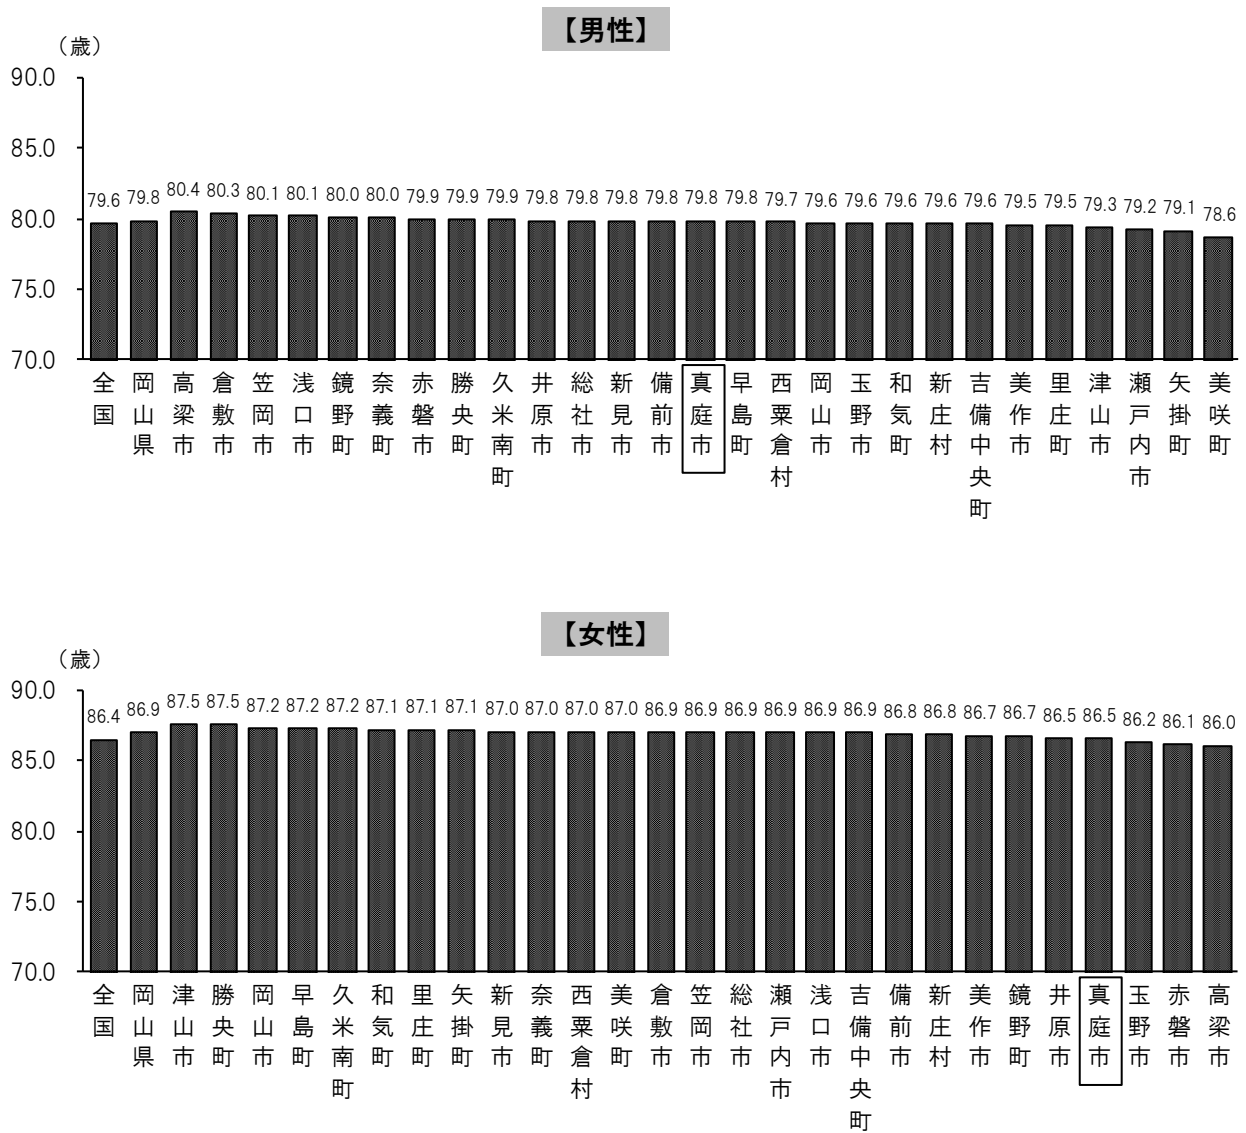 【男性】
（歳）
90.0
85.0
80.0
75.0
70.0
79.6 79.8 80.4 80.3 80.1 80.1 80.0 80.0 79.9 79.9 79.9 79.8 79.8 79.8 79.8 79.8 79.8 79.7 79.6 79.6 79.6 79.6 79.6 79.5 79.5 79.3 79.2 79.1 78.6
全国
岡山県
高梁市
倉敷市
笠岡市
浅口市
鏡野町
奈義町
赤磐市
勝央町
久米南町
井原市
総社市
新見市
備前市
真庭市
早島町
西粟倉村
岡山市
玉野市
和気町
新庄村
吉備中央町
美作市
里庄町
津山市
瀬戸内市
矢掛町
美咲町
【女性】
（歳）
90.0
85.0
80.0
75.0
70.0
86.4 86.9 87.5 87.5 87.2 87.2 87.2 87.1 87.1 87.1 87.0 87.0 87.0 87.0 86.9 86.9 86.9 86.9 86.9 86.9 86.8 86.8 86.7 86.7 86.5 86.5 86.2 86.1 86.0
全国
岡山県
津山市
勝央町
岡山市
早島町
久米南町
和気町
里庄町
矢掛町
新見市
奈義町
西粟倉村
美咲町
倉敷市
笠岡市
総社市
瀬戸内市
浅口市
吉備中央町
備前市
新庄村
美作市
鏡野町
井原市
真庭市
玉野市
赤磐市
高梁市